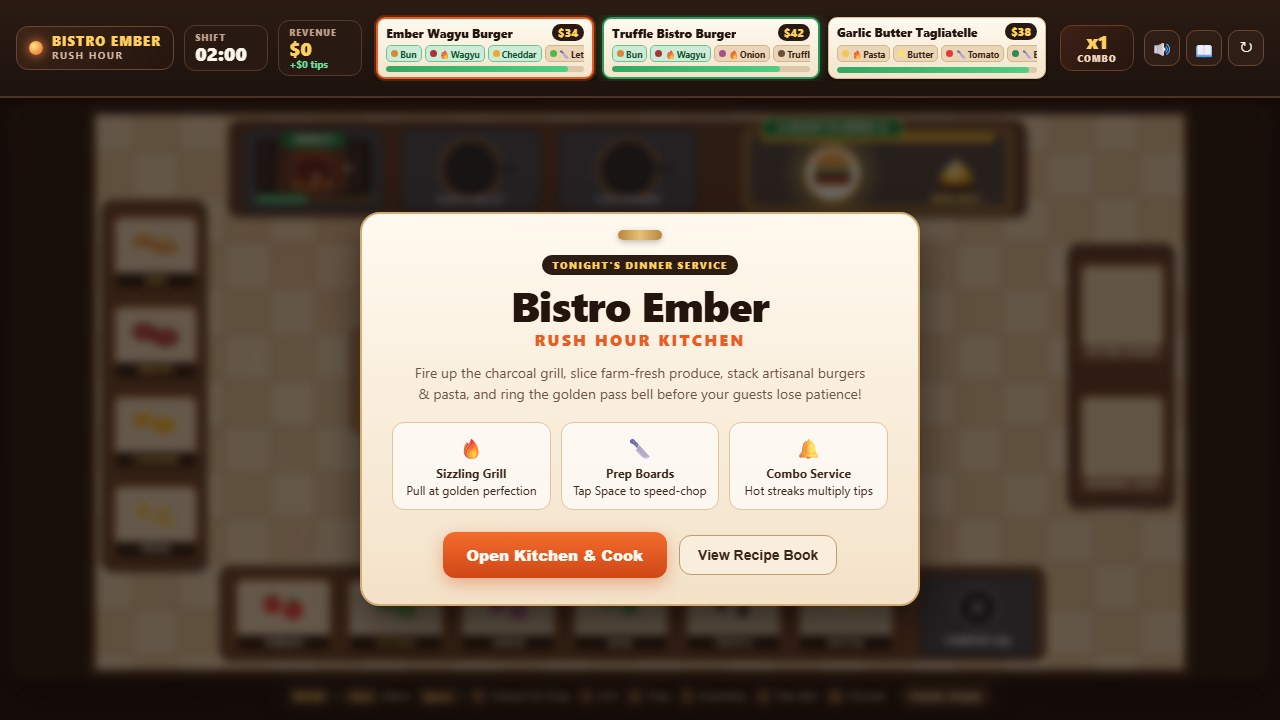 BISTRO EMBER
RUSH HOUR
SHIFT
02:00
REVENUE
$0
+$0 tips
Ember Wagyu Burger $34
Bun Wagyu Cheddar Let
Truffle Bistro Burger $42
Bun Wagyu Onion Truffl
Garlic Butter Tagliatelle $38
Pasta Butter Tomato
x1
COMBO
TONIGHT'S DINNER SERVICE
Bistro Ember
RUSH HOUR KITCHEN
Fire up the charcoal grill, slice farm-fresh produce, stack artisanal burgers
& pasta, and ring the golden pass bell before your guests lose patience!
Sizzling Grill
Pull at golden perfection
Prep Boards
Tap Space to speed-chop
Combo Service
Hot streaks multiply tips
Open Kitchen & Cook
View Recipe Book